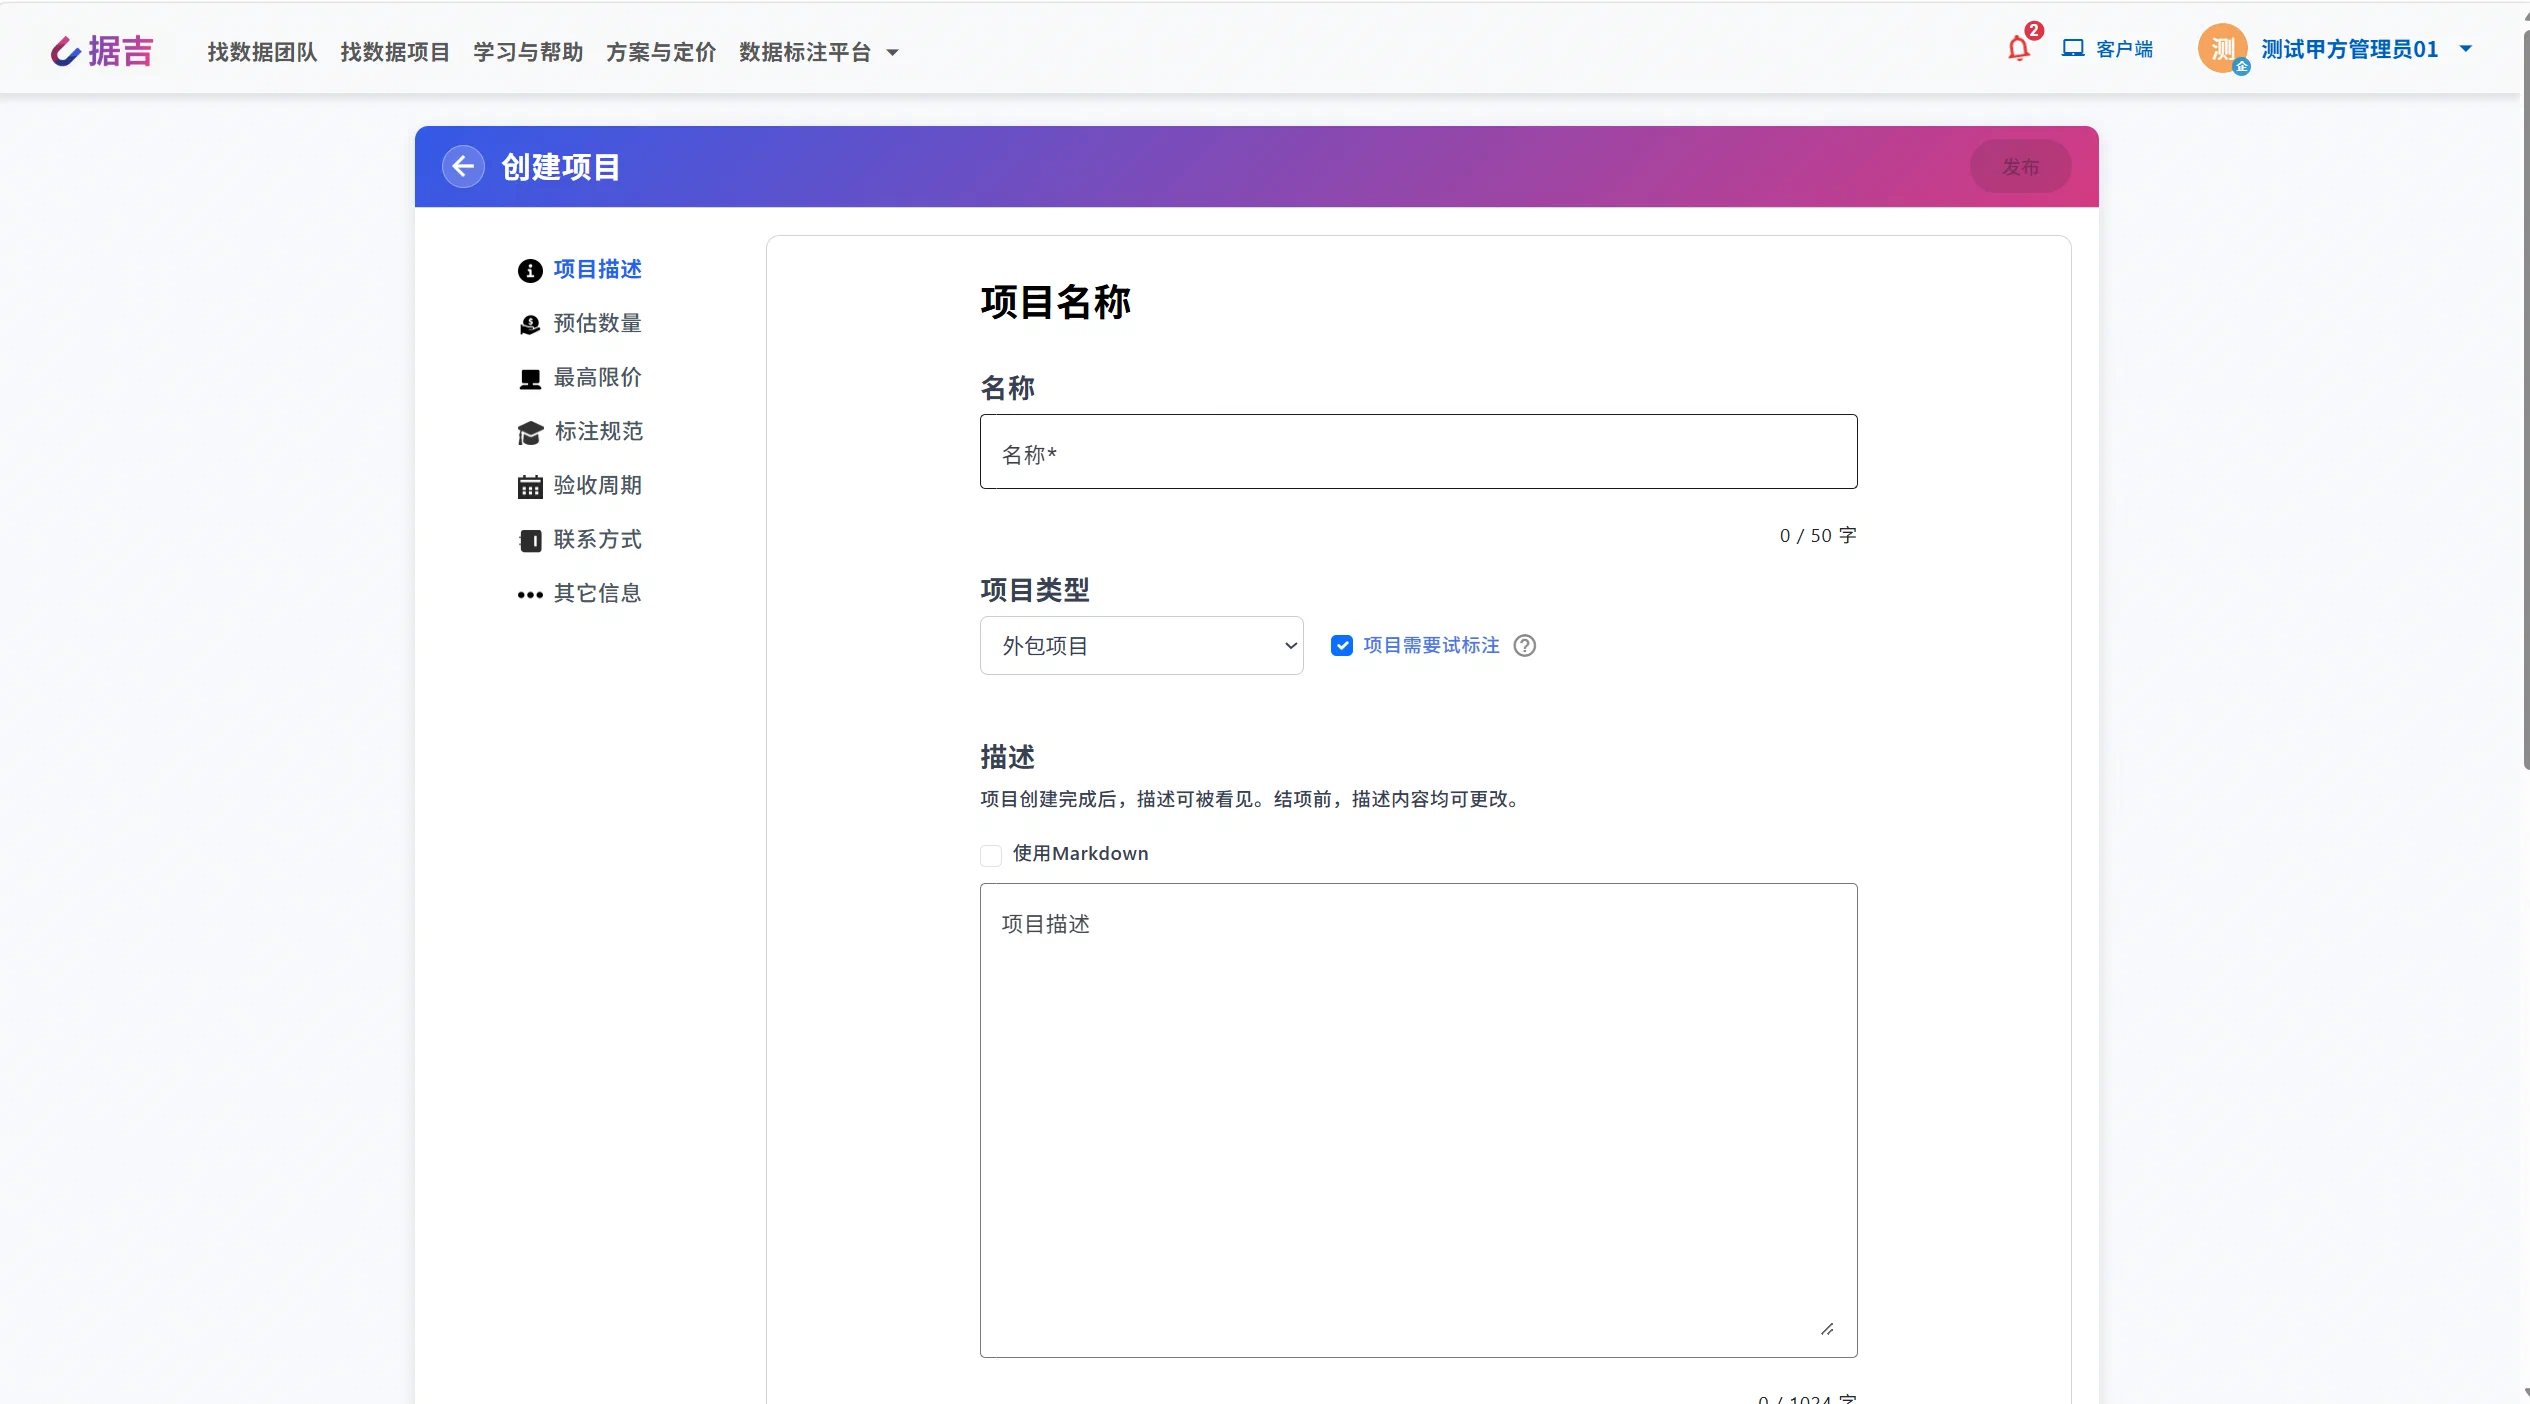 据吉
找数据团队 找数据项目 学习与帮助 方案与定价 数据标注平台
2
客户端
测
企
测试甲方管理员01
创建项目
发布
项目描述
预估数量
最高限价
标注规范
验收周期
联系方式
其它信息
项目名称
名称
名称*
0 / 50 字
项目类型
外包项目
项目需要试标注
描述
项目创建完成后，描述可被看见。结项前，描述内容均可更改。
使用Markdown
项目描述
0 / 1024 字